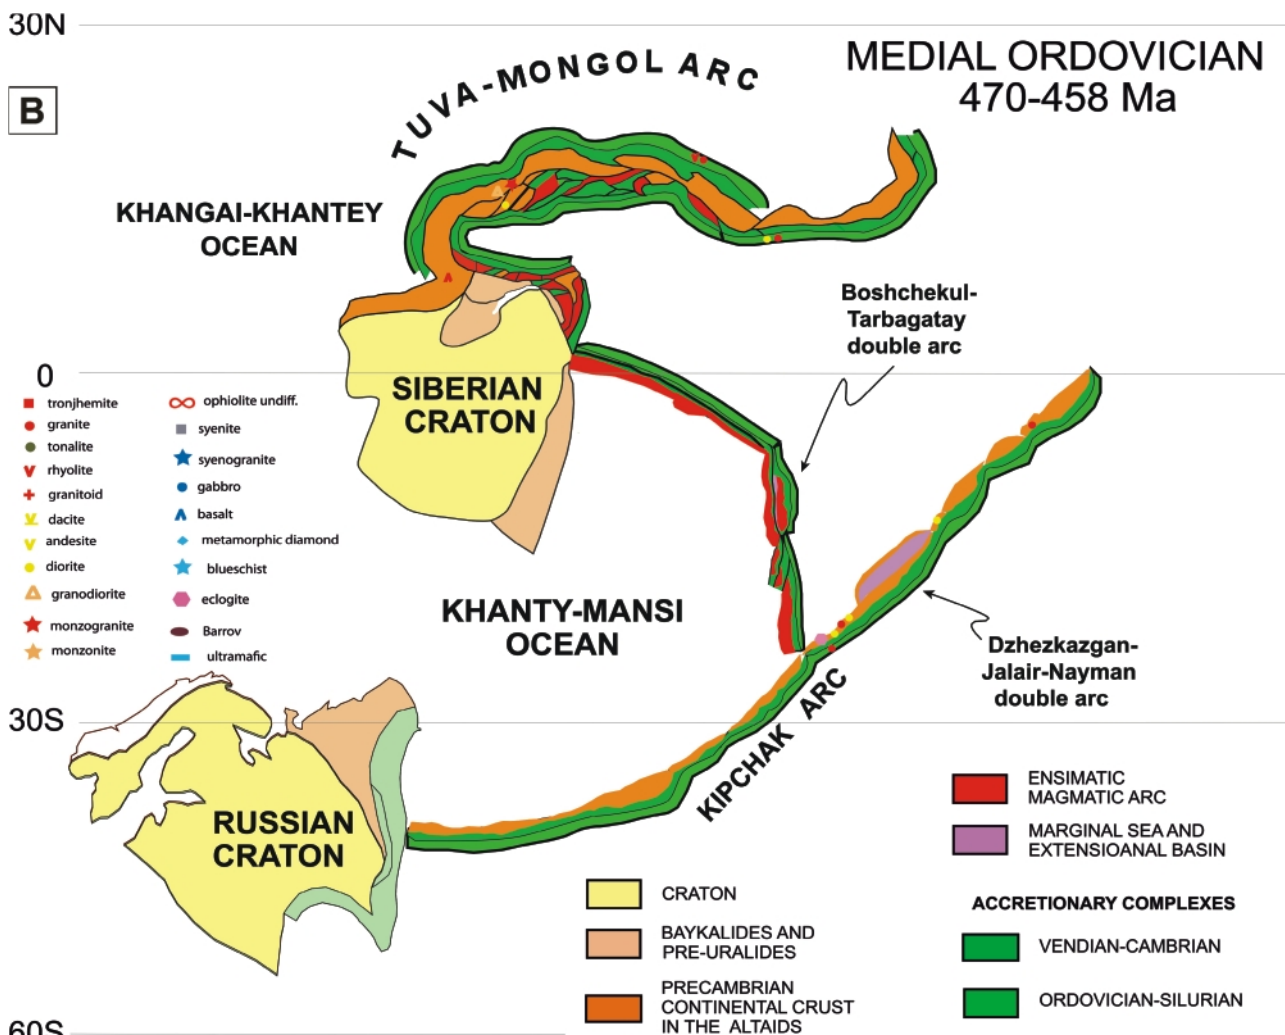 30N
MEDIAL ORDOVICIAN
470-458 Ma
B
TUVA-MONGOL ARC
KHANGAI-KHANTEY
OCEAN
Boshchekul-
Tarbagatay
double arc
0
SIBERIAN
CRATON
tronjhemite
granite
tonalite
rhyolite
granitoid
dacite
andesite
diorite
granodiorite
monzogranite
monzonite
ophiolite undiff.
syenite
syenogranite
gabbro
basalt
metamorphic diamond
blueschist
eclogite
Barrov
ultramafic
KHANTY-MANSI
OCEAN
Dzhezkazgan-
Jalair-Nayman
double arc
30S
KIPCHAK ARC
RUSSIAN
CRATON
CRATON
BAYKALIDES AND
PRE-URALIDES
PRECAMBRIAN
CONTINENTAL CRUST
IN THE ALTAIDS
ENSIMATIC
MAGMATIC ARC
MARGINAL SEA AND
EXTENSIOANAL BASIN
ACCRETIONARY COMPLEXES
VENDIAN-CAMBRIAN
ORDOVICIAN-SILURIAN
60S